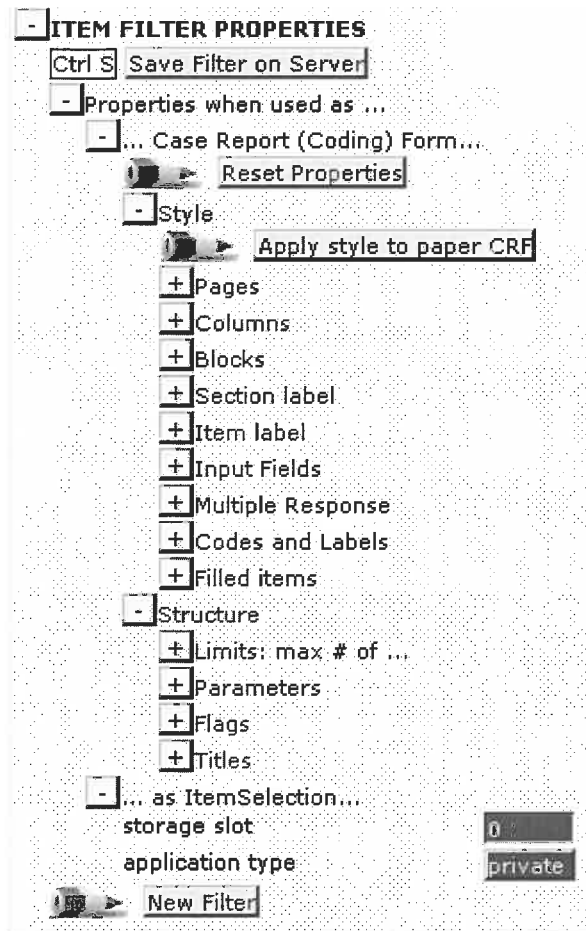 - ITEM FILTER PROPERTIES
Ctrl S Save Filter on Server
- Properties when used as ...
- ... Case Report (Coding) Form...
Reset Properties
- Style
Apply style to paper CRF
+ Pages
+ Columns
+ Blocks
+ Section label
+ Item label
+ Input Fields
+ Multiple Response
+ Codes and Labels
+ Filled items
- Structure
+ Limits: max # of ...
+ Parameters
+ Flags
+ Titles
- ... as ItemSelection...
storage slot 0
application type private
New Filter